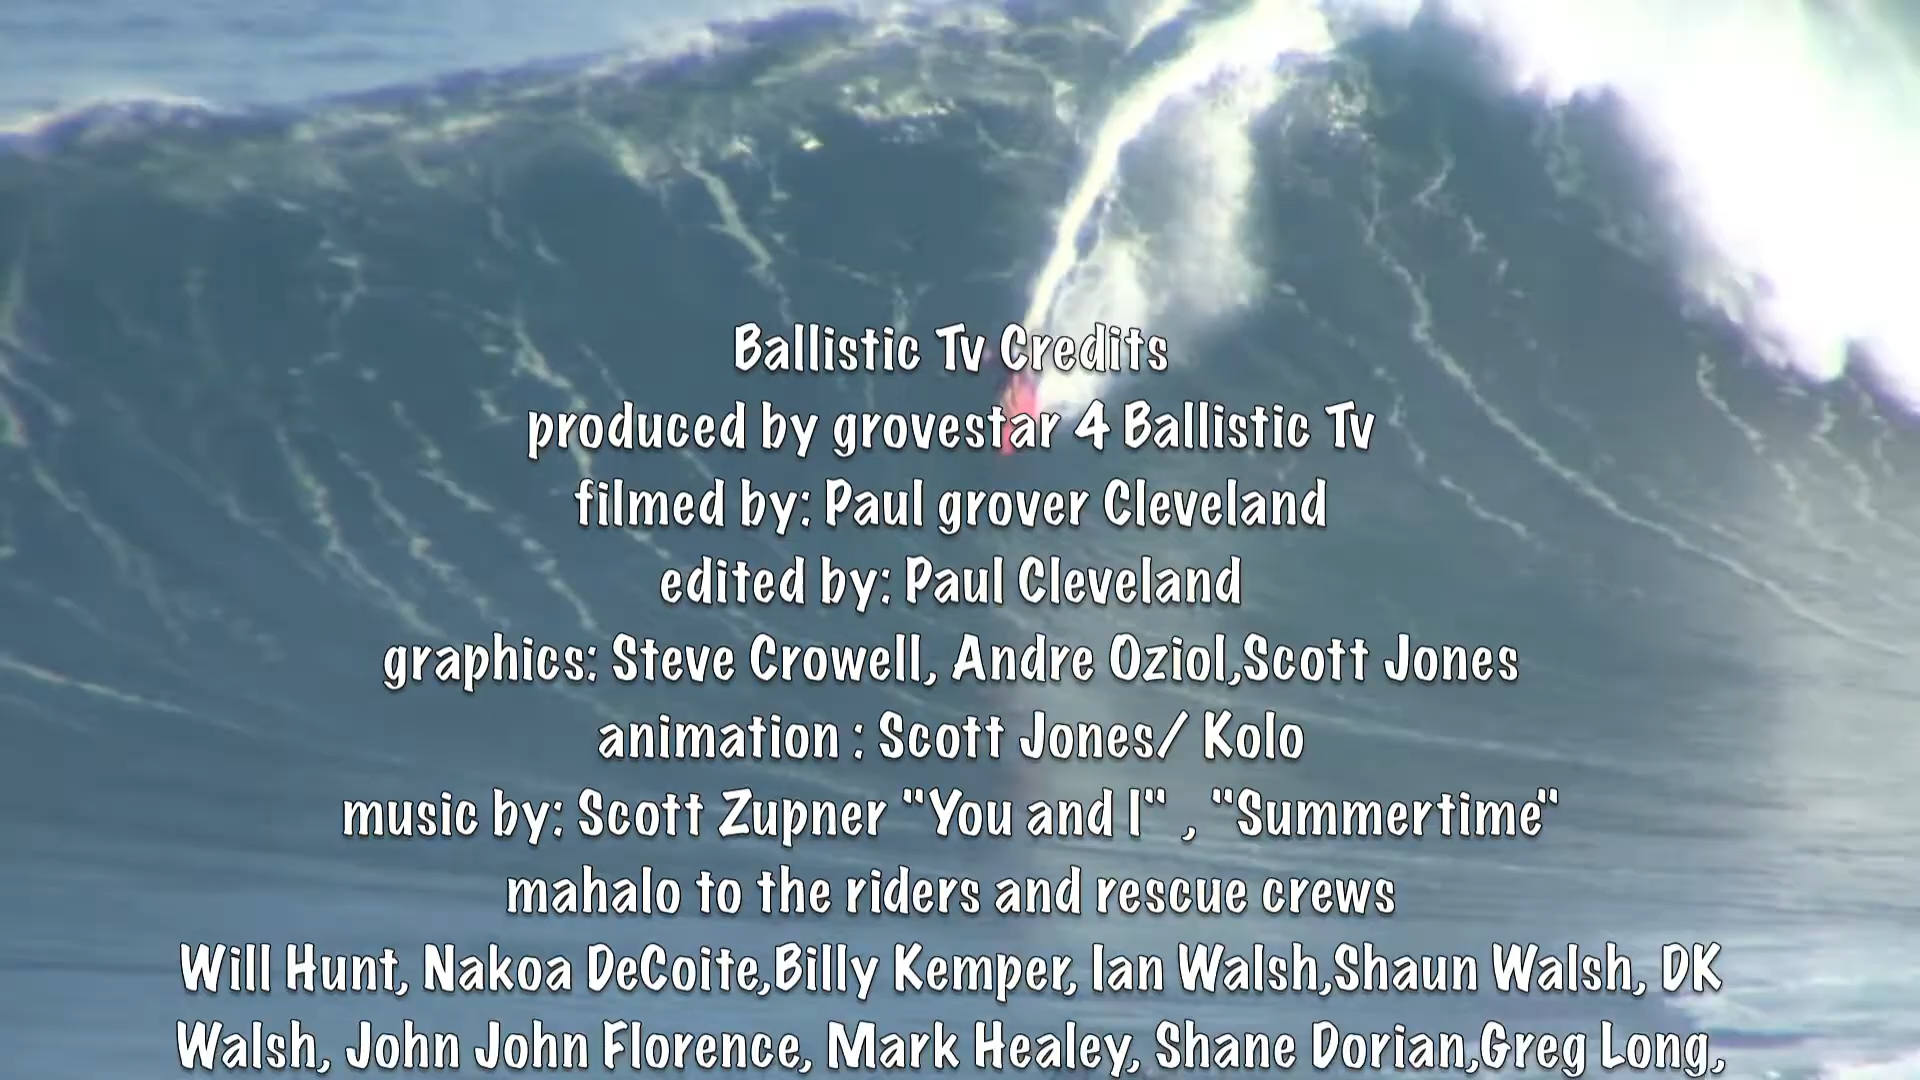 Ballistic Tv Credits
produced by grovestar 4 Ballistic Tv
filmed by: Paul grover Cleveland
edited by: Paul Cleveland
graphics: Steve Crowell, Andre Oziol,Scott Jones
animation : Scott Jones/ Kolo
music by: Scott Zupner "You and I" , "Summertime"
mahalo to the riders and rescue crews
Will Hunt, Nakoa DeCoite,Billy Kemper, Ian Walsh,Shaun Walsh, DK
Walsh, John John Florence, Mark Healey, Shane Dorian,Greg Long,